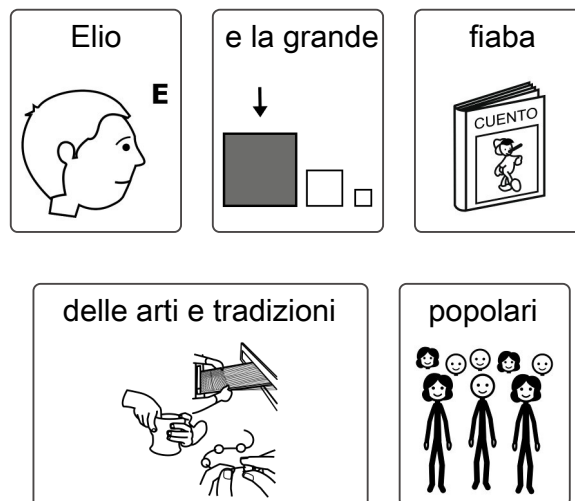 Elio
e la grande
fiaba
E
CUENTO
delle arti e tradizioni
popolari